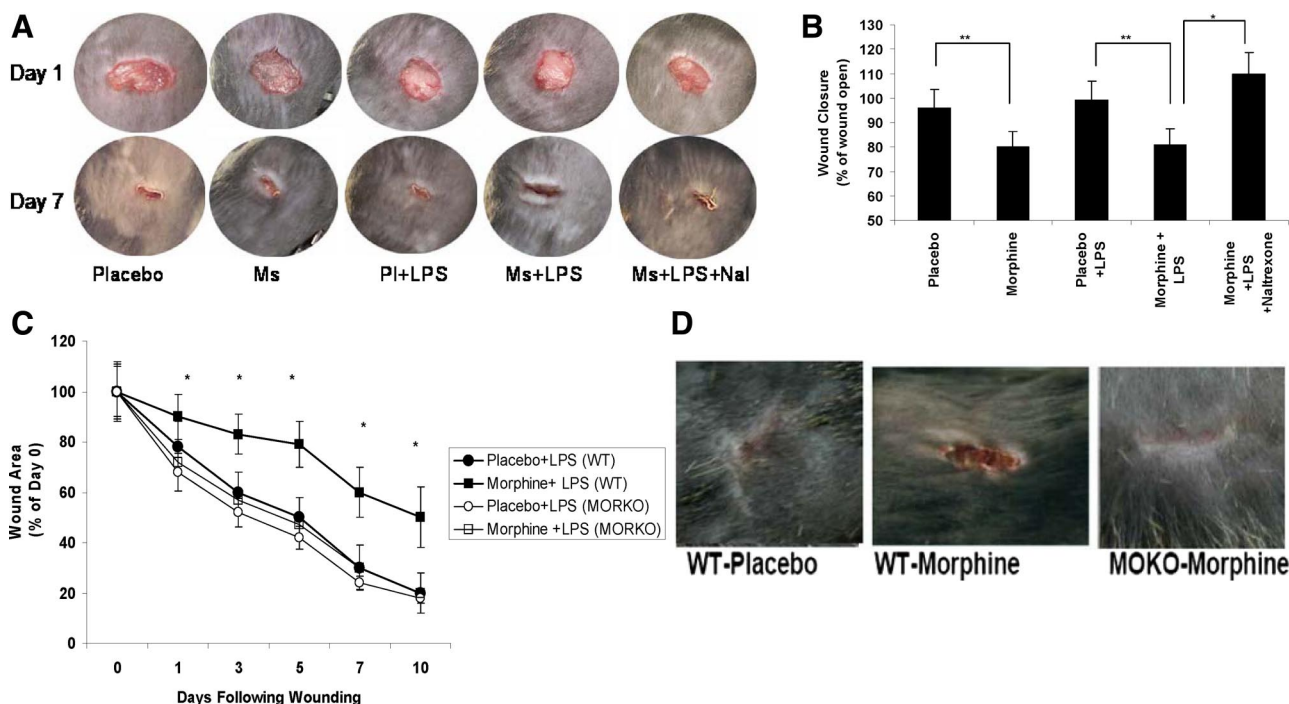 A
Day 1
Day 7
Placebo
Ms
Pl+LPS
Ms+LPS
Ms+LPS+Nal
B
Wound Closure
(% of wound open)
130
120
110
100
90
80
70
60
50
**
**
*
Placebo
Morphine
Placebo
+LPS
Morphine +
LPS
Morphine
+LPS
+Naltrexone
C
Wound Area
(% of Day 0)
120
100
80
60
40
20
0
* * * * *
0 1 3 5 7 10
Days Following Wounding
Placebo+LPS (WT)
Morphine+ LPS (WT)
Placebo+LPS (MORKO)
Morphine +LPS (MORKO)
D
WT-Placebo
WT-Morphine
MOKO-Morphine